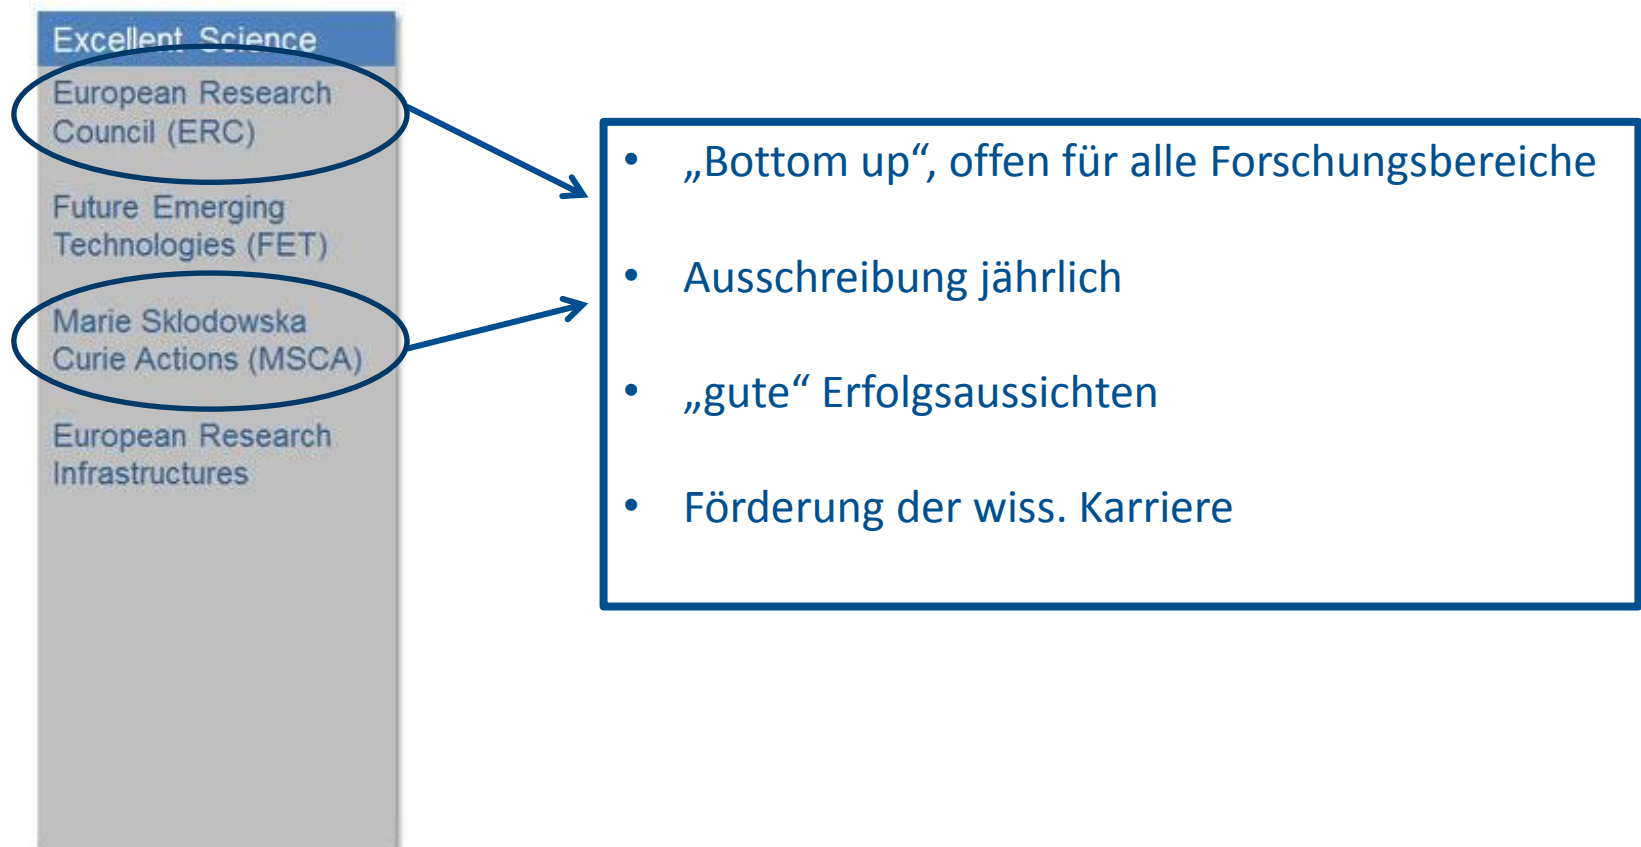 Excellent Science
European Research
Council (ERC)
Future Emerging
Technologies (FET)
Marie Sklodowska
Curie Actions (MSCA)
European Research
Infrastructures
• „Bottom up“, offen für alle Forschungsbereiche
• Ausschreibung jährlich
• „gute“ Erfolgsaussichten
• Förderung der wiss. Karriere